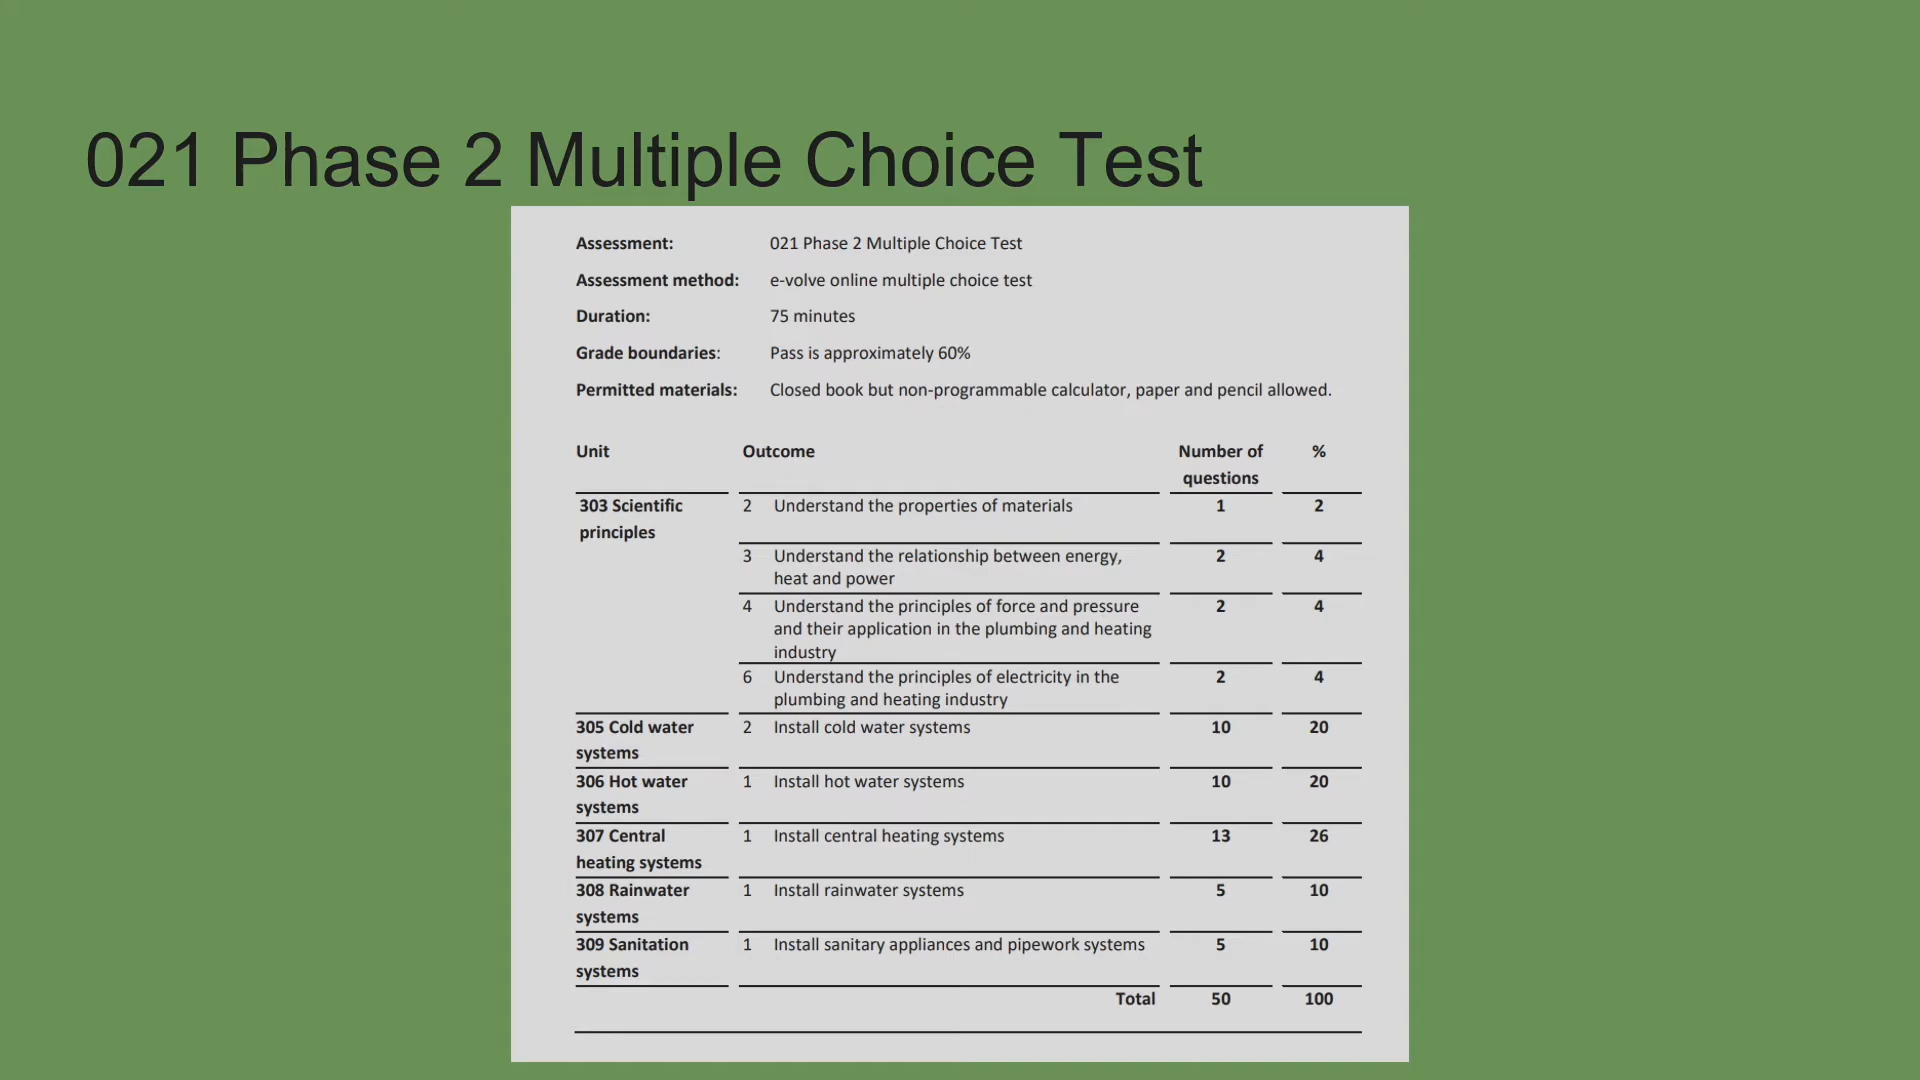 021 Phase 2 Multiple Choice Test
Assessment: 021 Phase 2 Multiple Choice Test
Assessment method: e-volve online multiple choice test
Duration: 75 minutes
Grade boundaries: Pass is approximately 60%
Permitted materials: Closed book but non-programmable calculator, paper and pencil allowed.
Unit Outcome Number of %
questions
303 Scientific 2 Understand the properties of materials 1 2
principles
3 Understand the relationship between energy, 2 4
heat and power
4 Understand the principles of force and pressure 2 4
and their application in the plumbing and heating
industry
6 Understand the principles of electricity in the 2 4
plumbing and heating industry
305 Cold water 2 Install cold water systems 10 20
systems
306 Hot water 1 Install hot water systems 10 20
systems
307 Central 1 Install central heating systems 13 26
heating systems
308 Rainwater 1 Install rainwater systems 5 10
systems
309 Sanitation 1 Install sanitary appliances and pipework systems 5 10
systems
Total 50 100